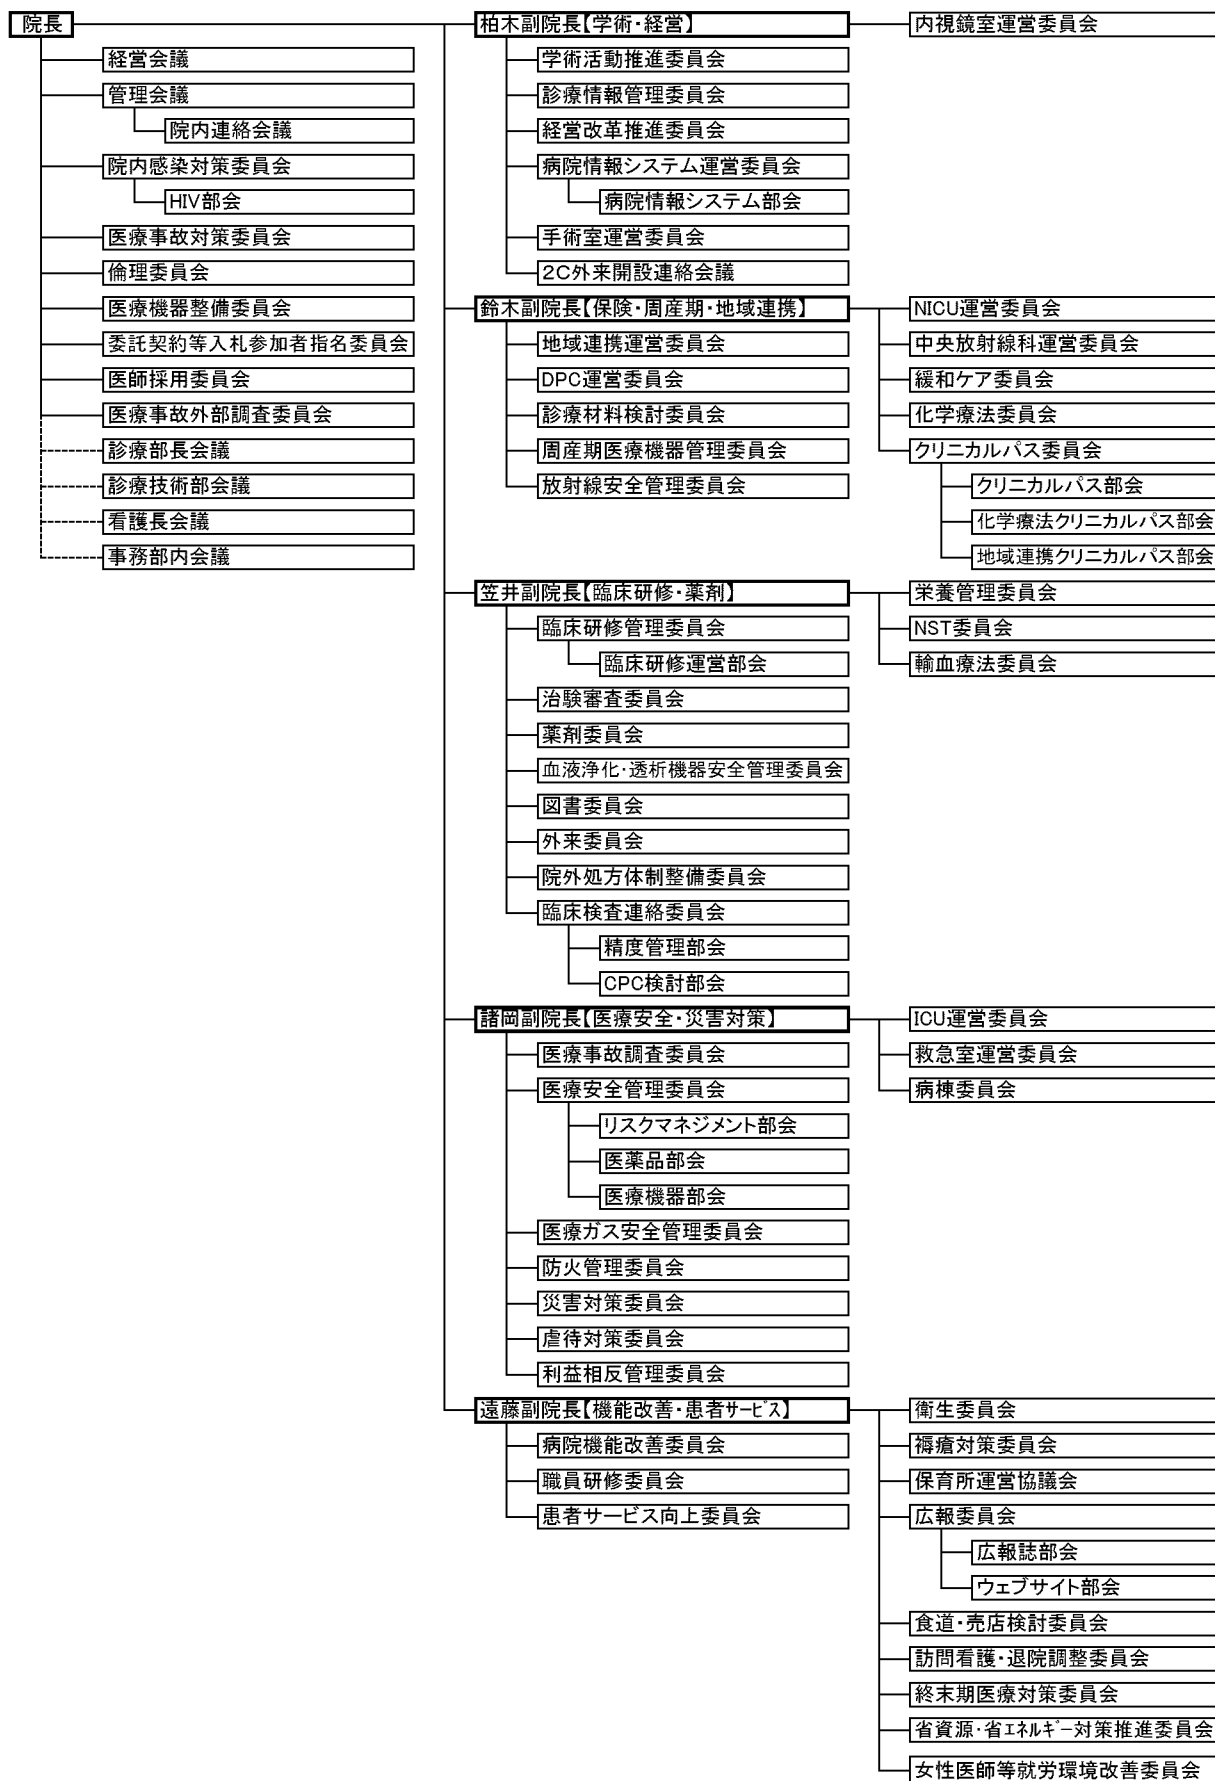 院長
経営会議
管理会議
院内連絡会議
院内感染対策委員会
HIV部会
医療事故対策委員会
倫理委員会
医療機器整備委員会
委託契約等入札参加者指名委員会
医師採用委員会
医療事故外部調査委員会
診療部長会議
診療技術部会議
看護長会議
事務部内会議
柏木副院長【学術・経営】
学術活動推進委員会
診療情報管理委員会
経営改革推進委員会
病院情報システム運営委員会
病院情報システム部会
手術室運営委員会
2C外来開設連絡会議
内視鏡室運営委員会
鈴木副院長【保険・周産期・地域連携】
地域連携運営委員会
DPC運営委員会
診療材料検討委員会
周産期医療機器管理委員会
放射線安全管理委員会
NICU運営委員会
中央放射線科運営委員会
緩和ケア委員会
化学療法委員会
クリニカルパス委員会
クリニカルパス部会
化学療法クリニカルパス部会
地域連携クリニカルパス部会
笠井副院長【臨床研修・薬剤】
臨床研修管理委員会
臨床研修運営部会
治験審査委員会
薬剤委員会
血液浄化・透析機器安全管理委員会
図書委員会
外来委員会
院外処方体制整備委員会
臨床検査連絡委員会
精度管理部会
CPC検討部会
栄養管理委員会
NST委員会
輸血療法委員会
諸岡副院長【医療安全・災害対策】
医療事故調査委員会
医療安全管理委員会
リスクマネジメント部会
医薬品部会
医療機器部会
医療ガス安全管理委員会
防火管理委員会
災害対策委員会
虐待対策委員会
利益相反管理委員会
ICU運営委員会
救急室運営委員会
病棟委員会
遠藤副院長【機能改善・患者ｻｰﾋﾞｽ】
病院機能改善委員会
職員研修委員会
患者サービス向上委員会
衛生委員会
褥瘡対策委員会
保育所運営協議会
広報委員会
広報誌部会
ウェブサイト部会
食道・売店検討委員会
訪問看護・退院調整委員会
終末期医療対策委員会
省資源・省ｴﾈﾙｷﾞｰ対策推進委員会
女性医師等就労環境改善委員会